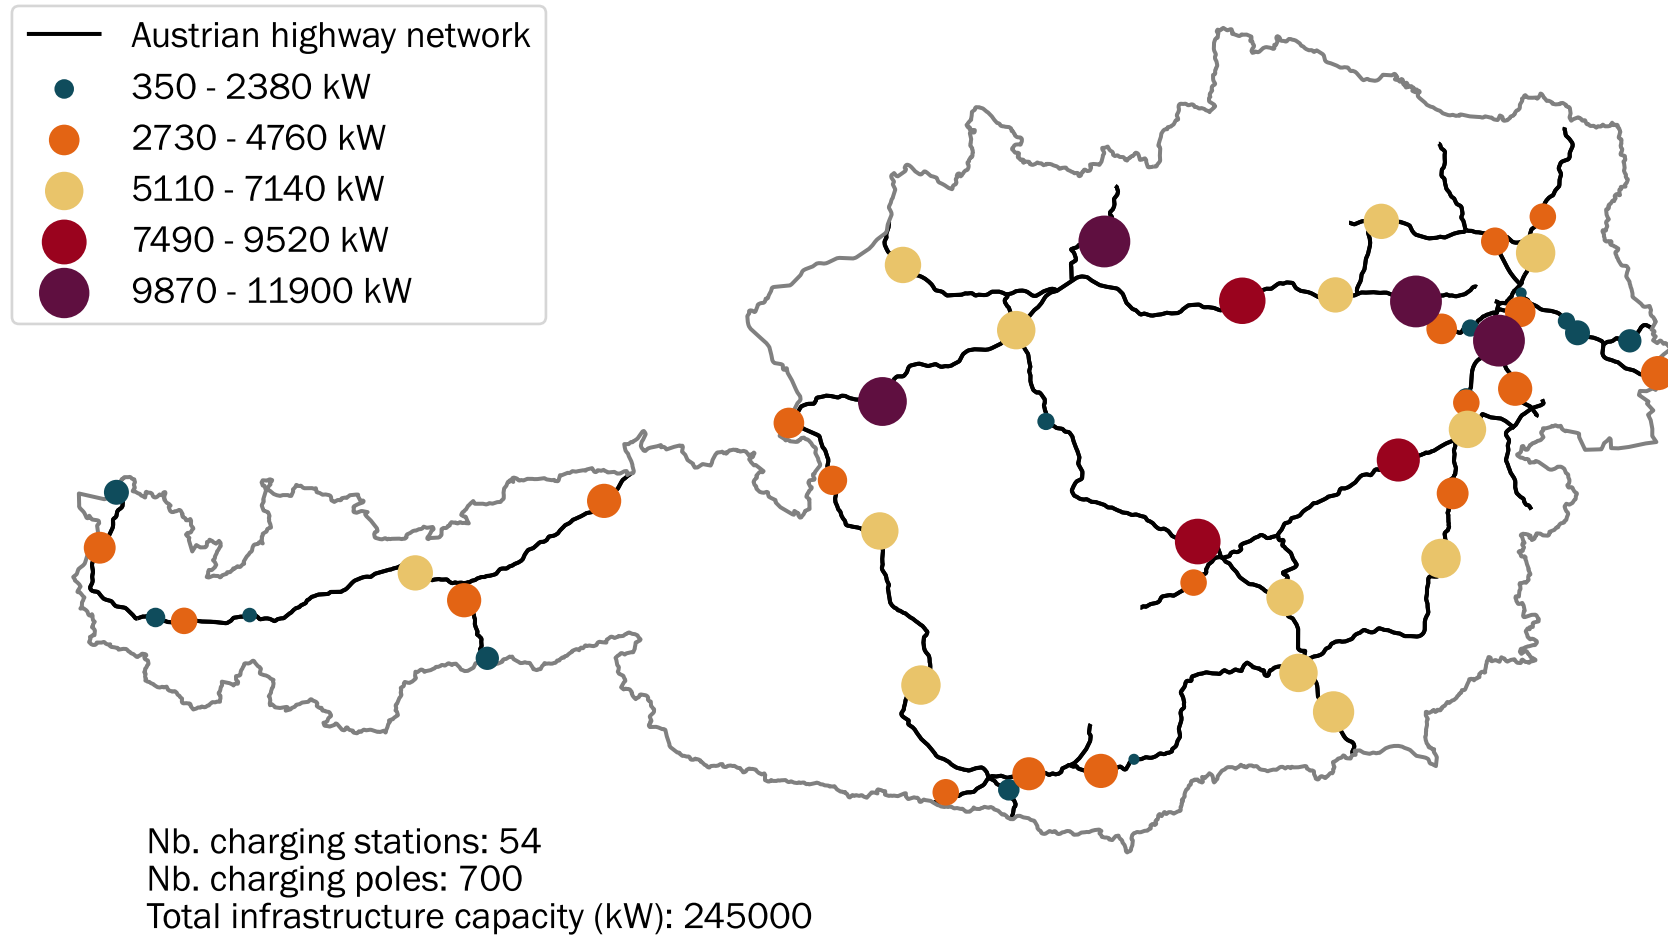 Austrian highway network
350 - 2380 kW
2730 - 4760 kW
5110 - 7140 kW
7490 - 9520 kW
9870 - 11900 kW
Nb. charging stations: 54
Nb. charging poles: 700
Total infrastructure capacity (kW): 245000